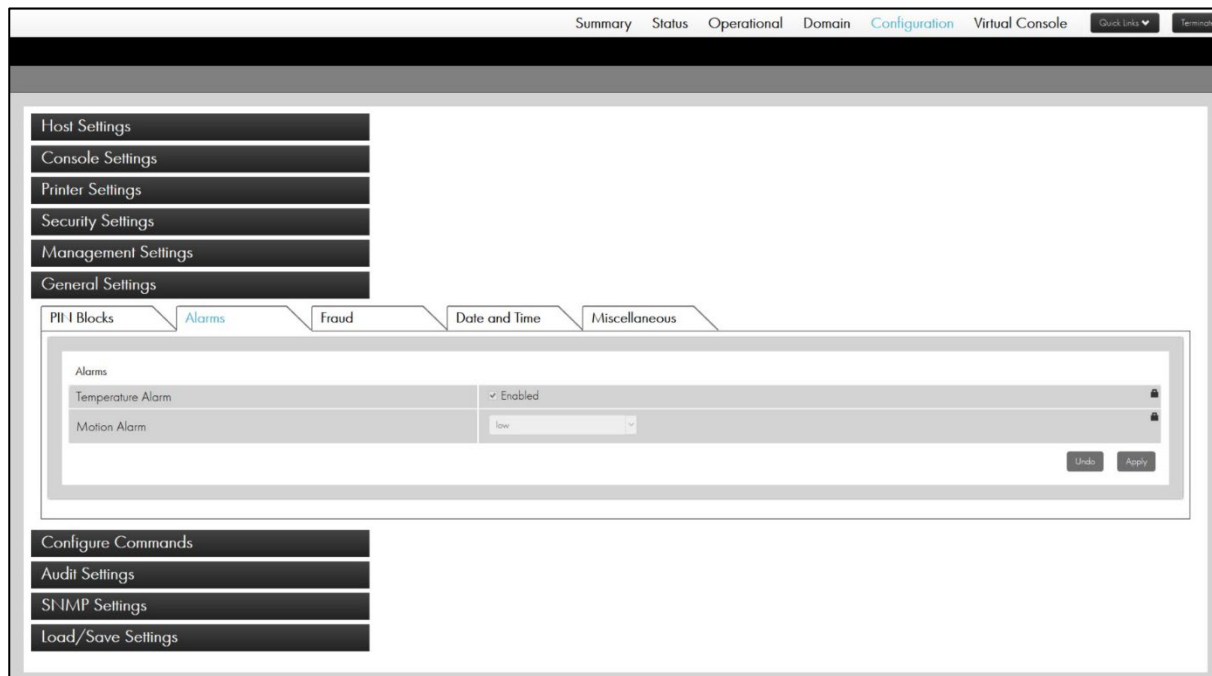 Summary Status Operational Domain Configuration Virtual Console Quick Links
Host Settings
Console Settings
Printer Settings
Security Settings
Management Settings
General Settings
PIN Blocks Alarms Fraud Date and Time Miscellaneous
Alarms
Temperature Alarm Enabled
Motion Alarm low
Undo Apply
Configure Commands
Audit Settings
SNMP Settings
Load/Save Settings